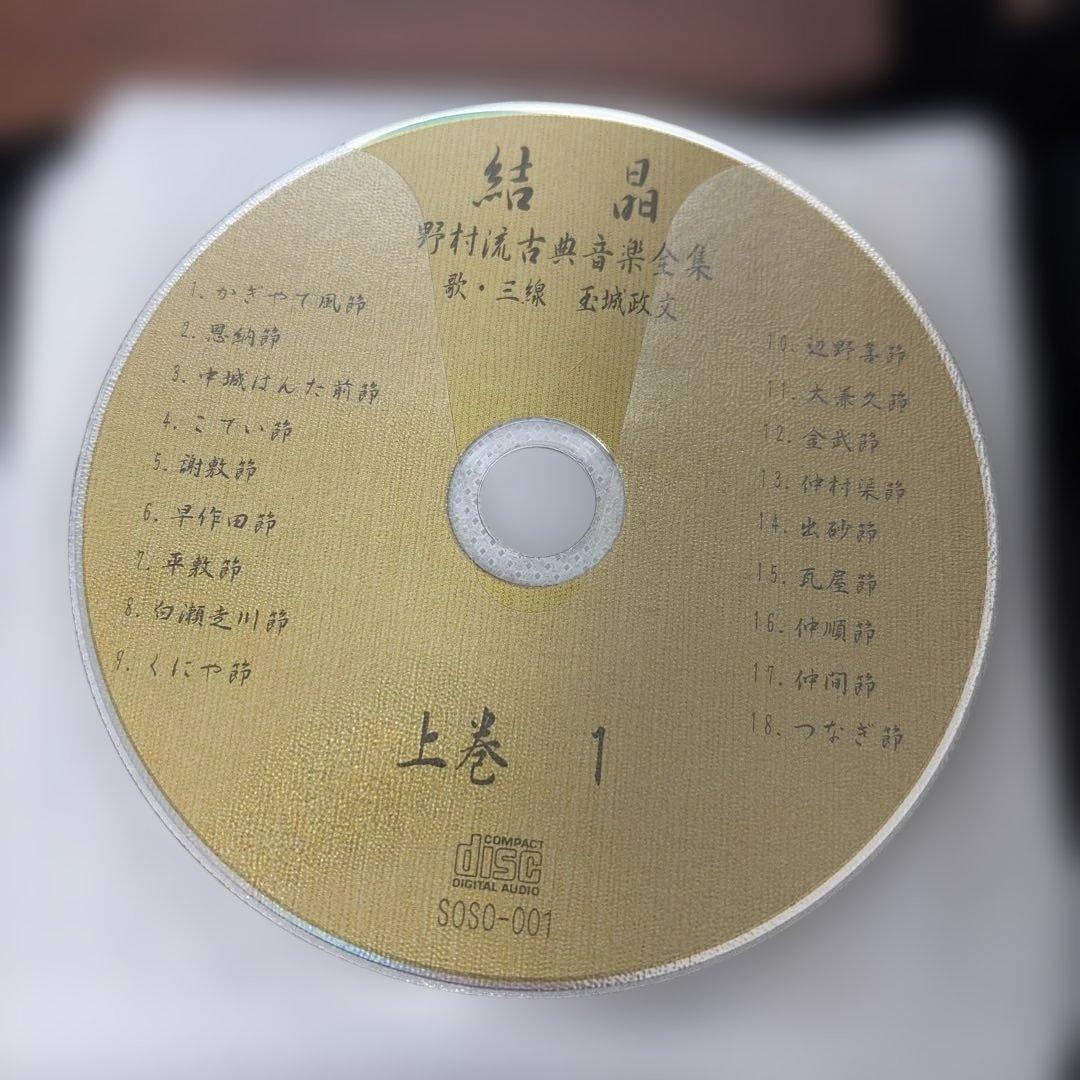 結 晶
野村流古典音楽全集
歌・三線 玉城政文
1. かぎやで風節
2. 恩納節
3. 中城はんた前節
4. こてい節
5. 謝敷節
6. 早作田節
7. 平敷節
8. 白瀬走川節
9. くにや節
10. 辺野喜節
11. 大兼久節
12. 金武節
13. 仲村渠節
14. 出砂節
15. 瓦屋節
16. 仲順節
17. 仲間節
18. つなぎ節
上巻 1
COMPACT
disc
DIGITAL AUDIO
SOSO-001